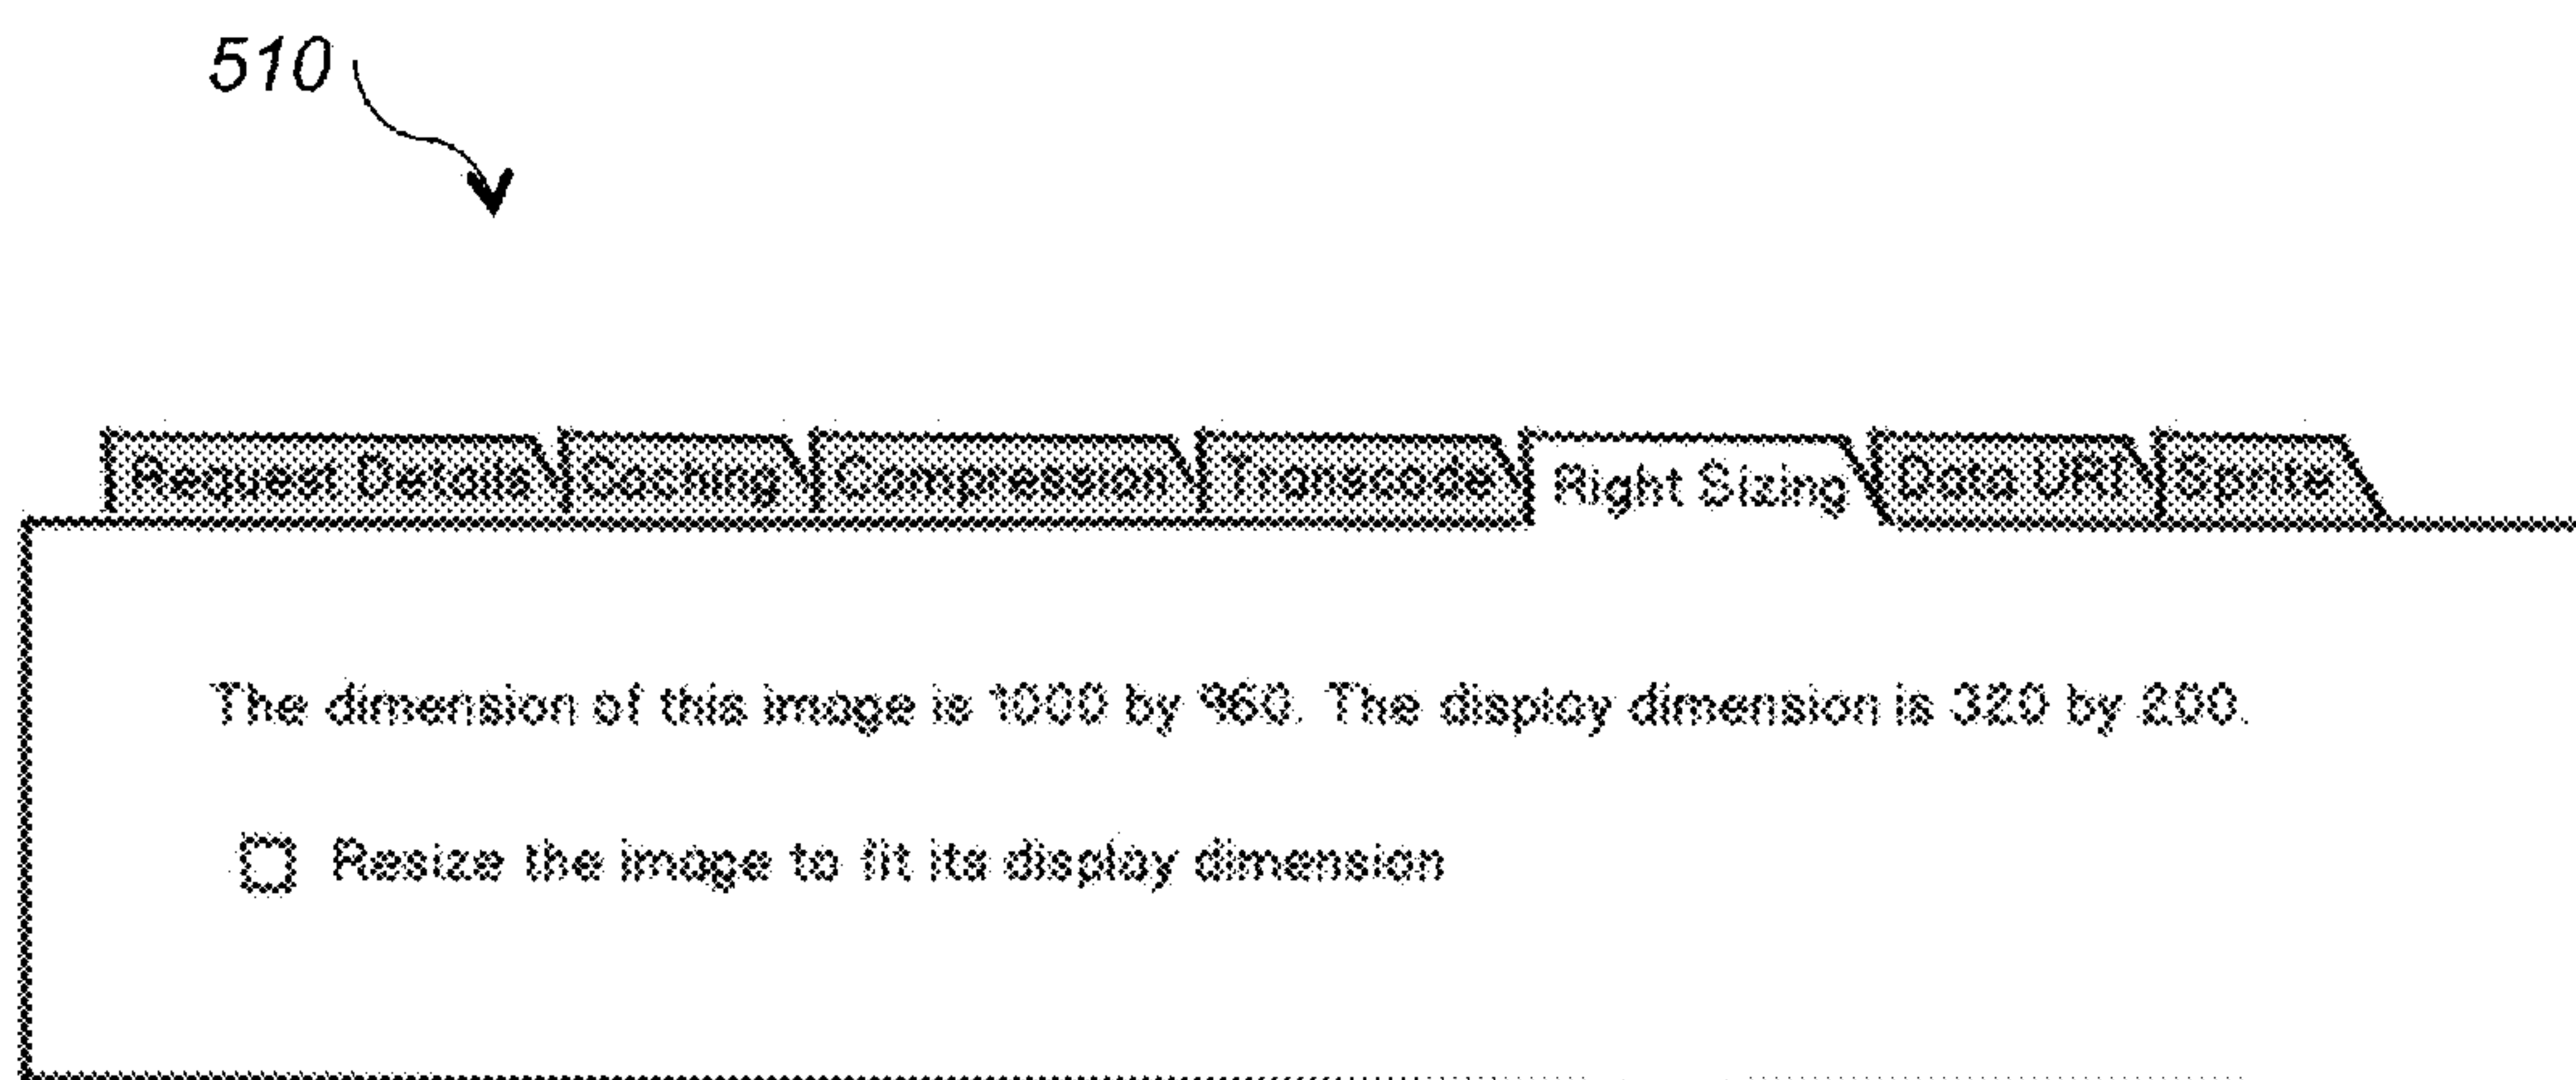 510
Request Details Caching Compression Transcode Right Sizing Data URI Sprite
The dimension of this image is 1000 by 960. The display dimension is 320 by 200.
Resize the image to fit its display dimension